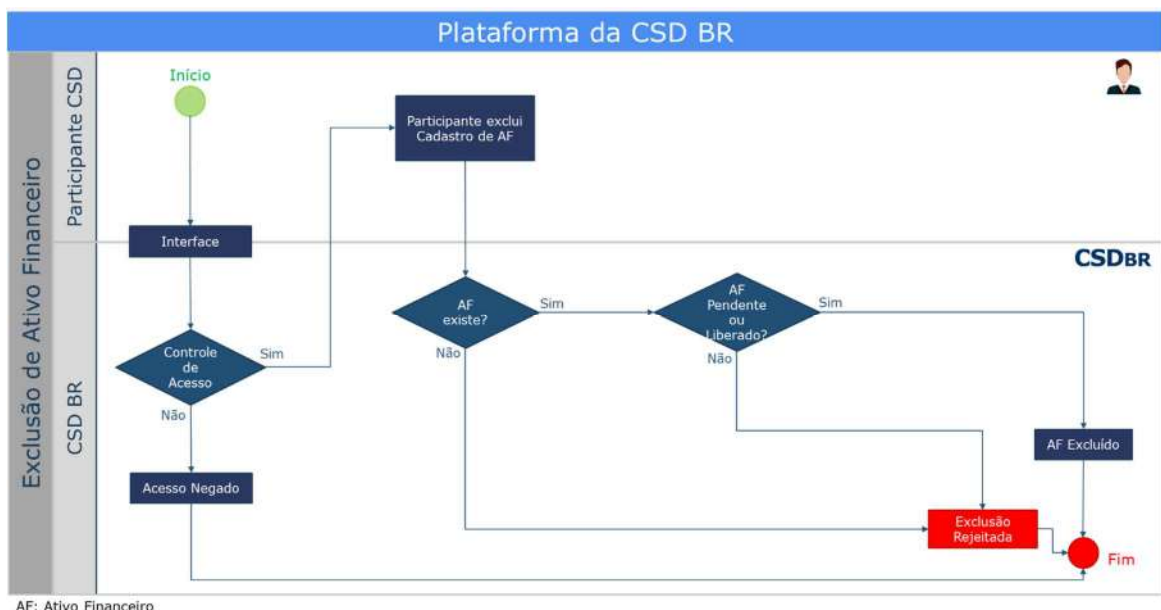 Plataforma da CSD BR
Exclusão de Ativo Financeiro
Participante CSD
Início
Participante exclui
Cadastro de AF
Interface
CSD BR
CSDBR
AF
existe?
Sim
Não
AF
Pendente
ou
Liberado?
Sim
Não
Controle
de
Acesso
Sim
Não
AF Excluído
Acesso Negado
Exclusão
Rejeitada
Fim
AF: Ativo Financeiro